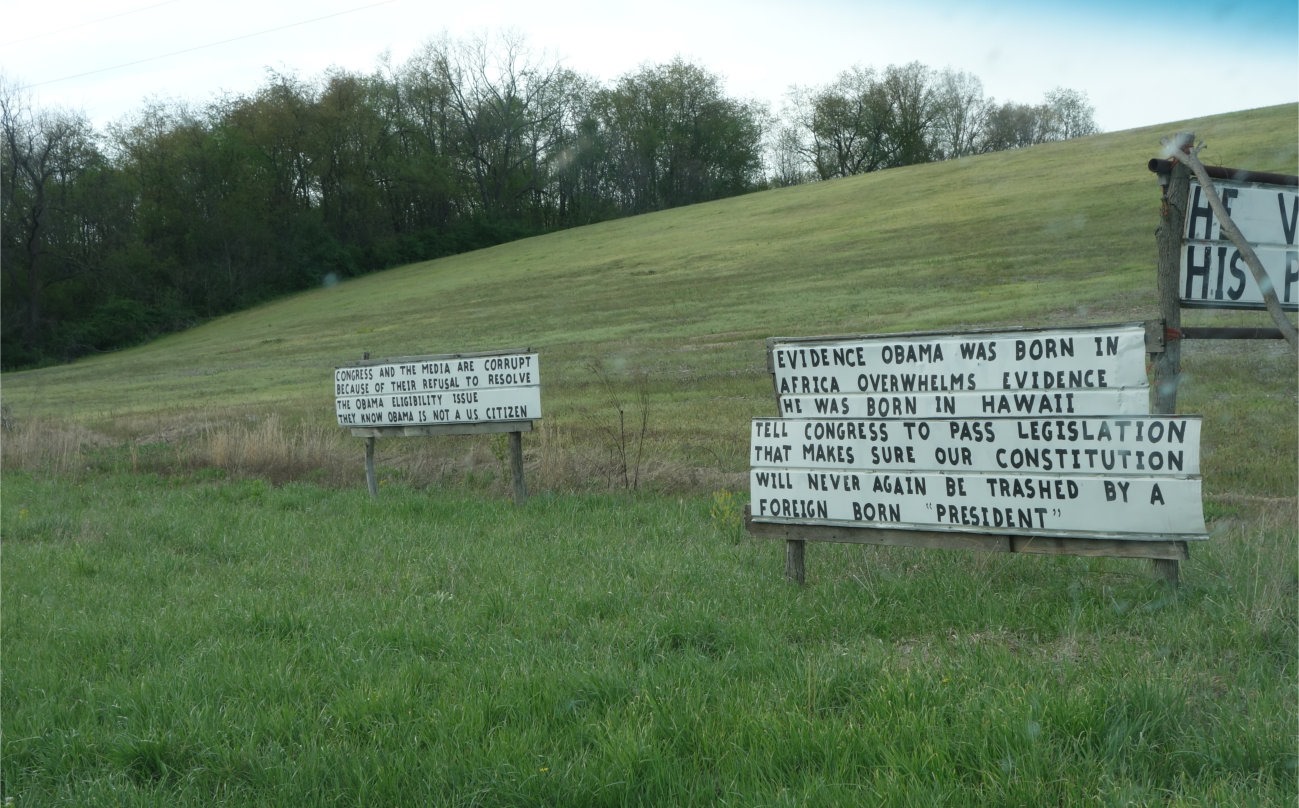 CONGRESS AND THE MEDIA ARE CORRUPT
BECAUSE OF THEIR REFUSAL TO RESOLVE
THE OBAMA ELIGIBILITY ISSUE
THEY KNOW OBAMA IS NOT A US CITIZEN
EVIDENCE OBAMA WAS BORN IN
AFRICA OVERWHELMS EVIDENCE
HE WAS BORN IN HAWAII
TELL CONGRESS TO PASS LEGISLATION
THAT MAKES SURE OUR CONSTITUTION
WILL NEVER AGAIN BE TRASHED BY A
FOREIGN BORN "PRESIDENT"
HE
HIS